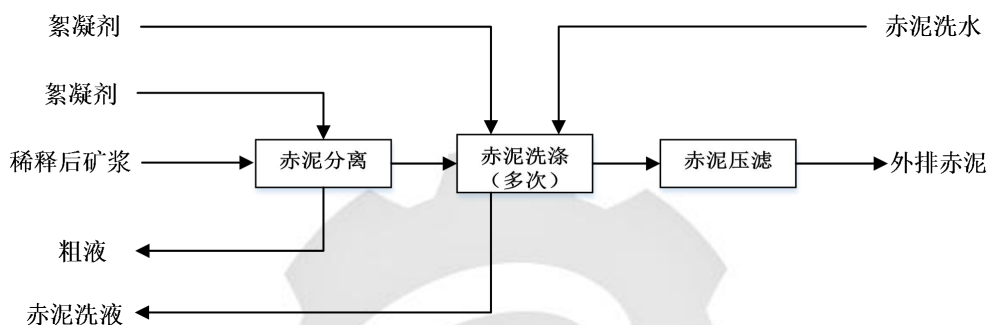 絮凝剂
赤泥洗水
絮凝剂
稀释后矿浆
赤泥分离
赤泥洗涤
（多次）
赤泥压滤
外排赤泥
粗液
赤泥洗液